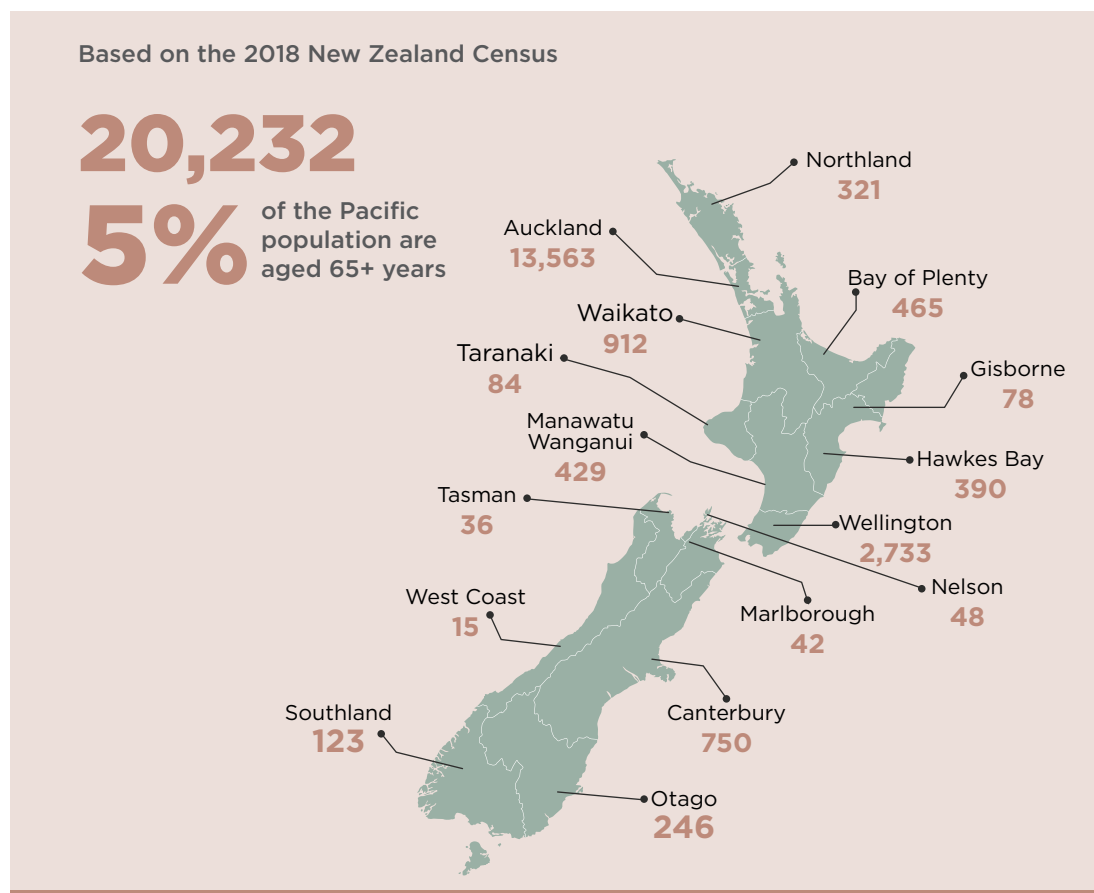 Based on the 2018 New Zealand Census
20,232
5%
of the Pacific
population are
aged 65+ years
Northland
321
Auckland
13,563
Bay of Plenty
465
Waikato
912
Taranaki
84
Gisborne
78
Manawatu
Wanganui
429
Hawkes Bay
390
Tasman
36
Wellington
2,733
Nelson
48
West Coast
15
Marlborough
42
Southland
123
Canterbury
750
Otago
246